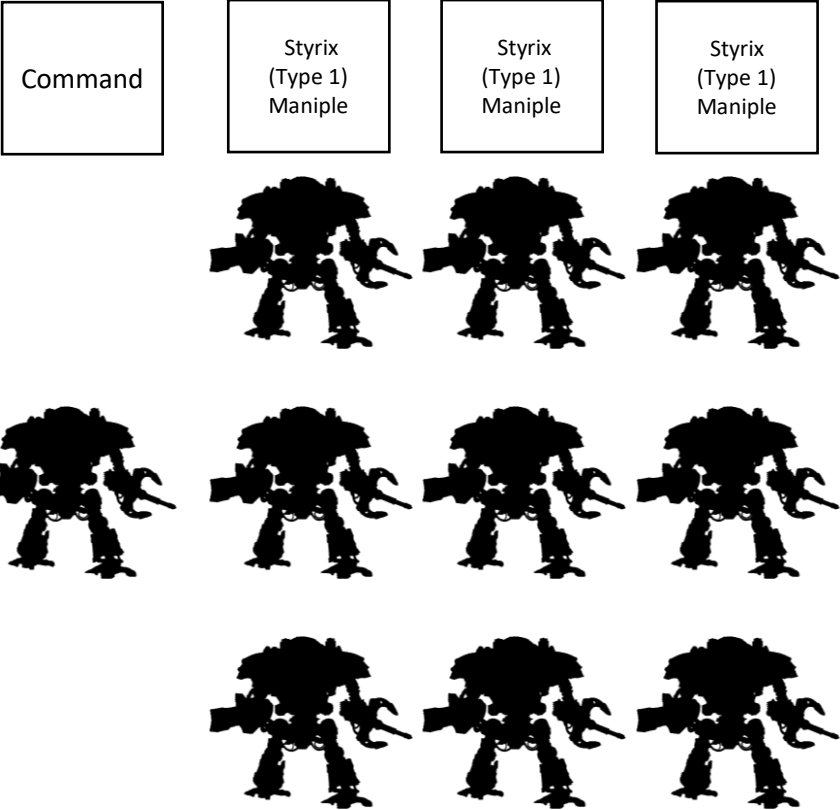 Command
Styrix
(Type 1)
Maniple
Styrix
(Type 1)
Maniple
Styrix
(Type 1)
Maniple